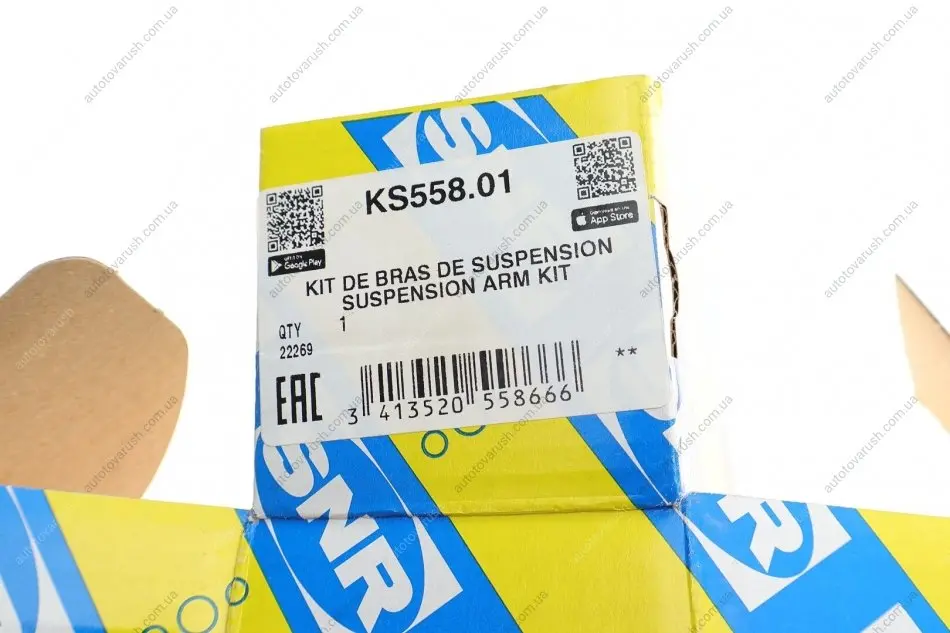 SNR
KS558.01
GET IT ON
Google Play
Download on the
App Store
KIT DE BRAS DE SUSPENSION
SUSPENSION ARM KIT
QTY 1
22269
**
EAC
3 413520 558666
SNR
SNR
autotovarush.com.ua